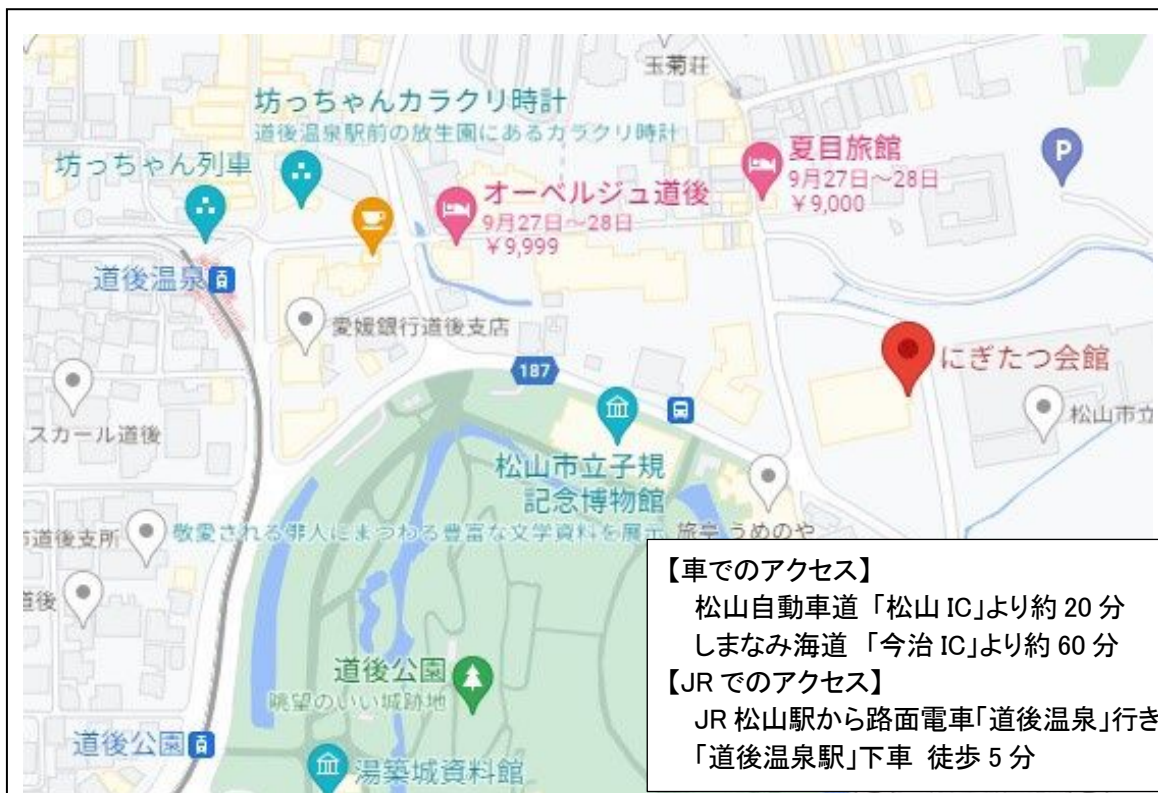 玉菊荘
坊っちゃんカラクリ時計
道後温泉駅前の放生園にあるカラクリ時計
夏目旅館
9月27日～28日
￥9,000
P
坊っちゃん列車
オーベルジュ道後
9月27日～28日
￥9,999
道後温泉
愛媛銀行道後支店
187
にぎたつ会館
スカール道後
松山市立
松山市立子規
記念博物館
敬愛される俳人にまつわる豊富な文学資料を展示
旅亭 うめのや
道後支所
道後
道後公園
眺望のいい城跡地
道後公園
湯築城資料館
【車でのアクセス】
松山自動車道 「松山 IC」より約 20 分
しまなみ海道 「今治 IC」より約 60 分
【JR でのアクセス】
JR 松山駅から路面電車「道後温泉」行き
「道後温泉駅」下車 徒歩 5 分